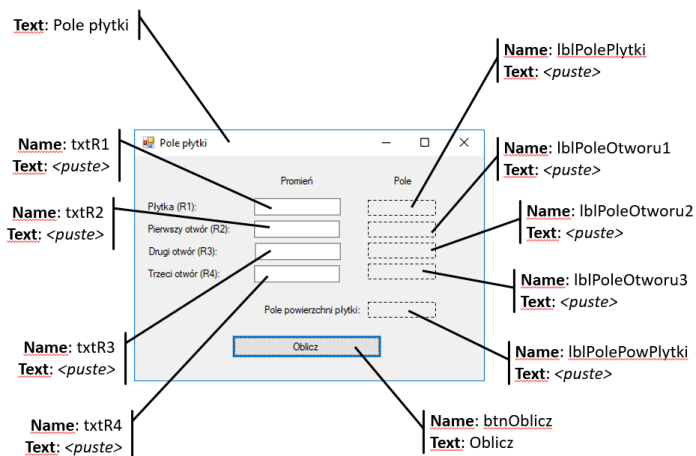 Text: Pole płytki
Name: lblPolePlytki
Text: <puste>
Pole płytki
Name: txtR1
Text: <puste>
Name: lblPoleOtworu1
Text: <puste>
Promień
Pole
Płytka (R1):
Name: txtR2
Text: <puste>
Pierwszy otwór (R2):
Name: lblPoleOtworu2
Text: <puste>
Drugi otwór (R3):
Trzeci otwór (R4):
Name: lblPoleOtworu3
Text: <puste>
Pole powierzchni płytki:
Name: txtR3
Text: <puste>
Oblicz
Name: lblPolePowPlytki
Text: <puste>
Name: txtR4
Text: <puste>
Name: btnOblicz
Text: Oblicz